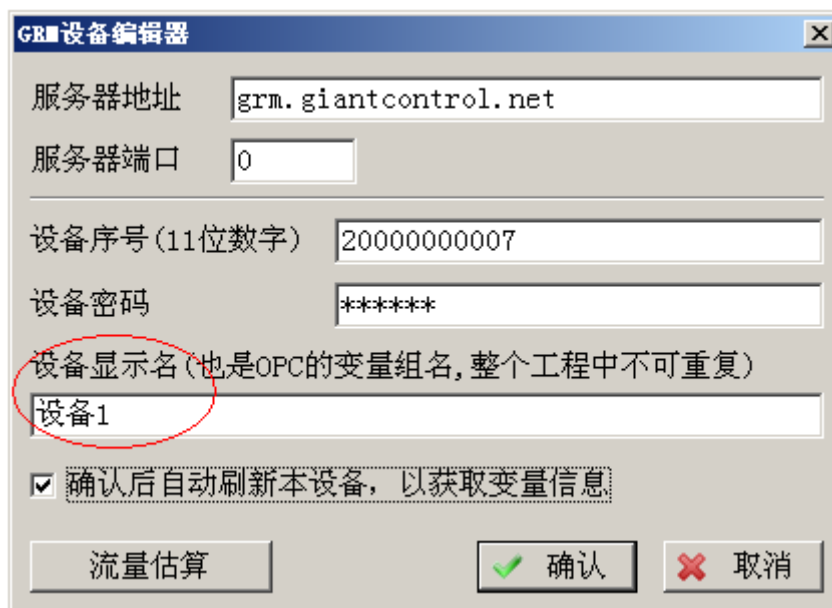 GRM设备编辑器
服务器地址 grm.giantcontrol.net
服务器端口 0
设备序号(11位数字) 20000000007
设备密码 ******
设备显示名(也是OPC的变量组名,整个工程中不可重复)
设备1
确认后自动刷新本设备，以获取变量信息
流量估算 确认 取消